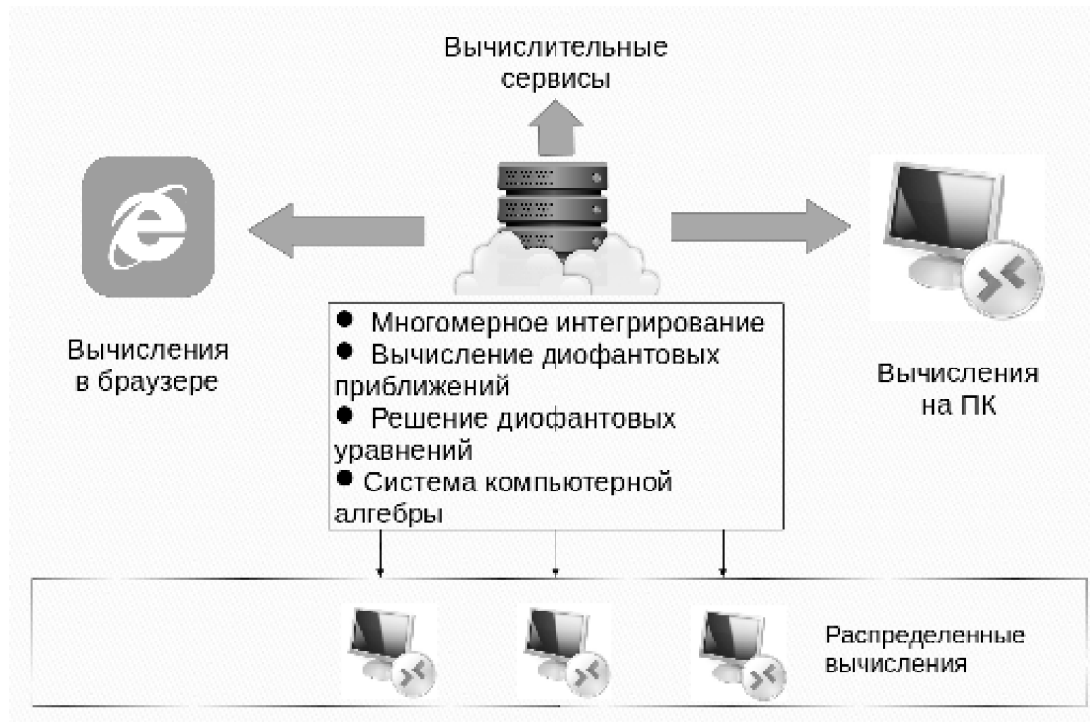 Вычислительные
сервисы
Вычисления
в браузере
● Многомерное интегрирование
● Вычисление диофантовых
приближений
● Решение диофантовых
уравнений
● Система компьютерной
алгебры
Вычисления
на ПК
Распределенные
вычисления